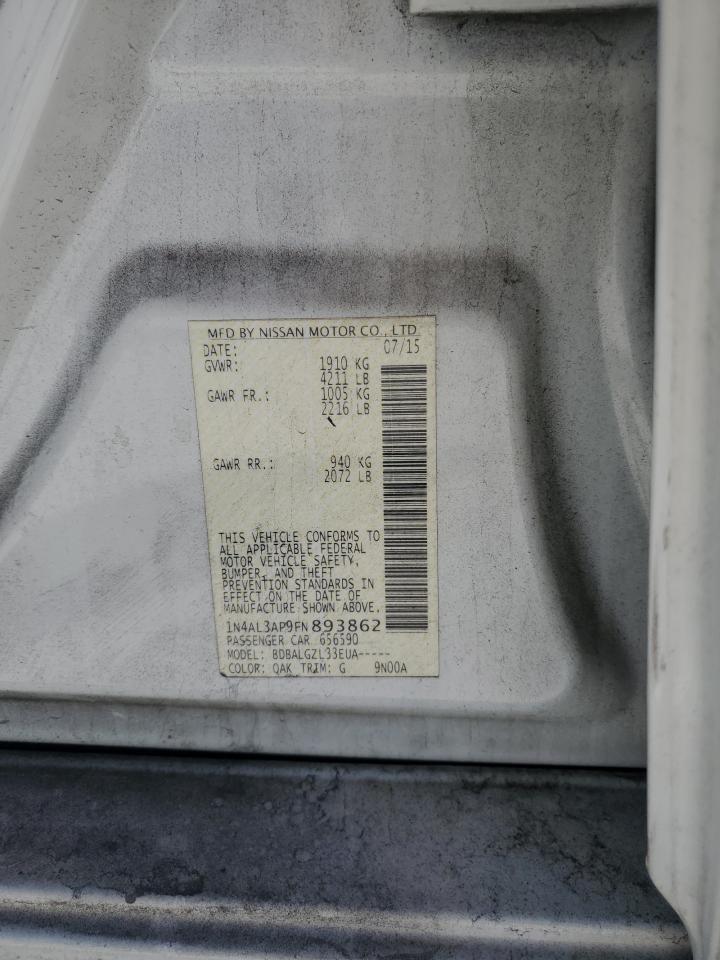 MFD BY NISSAN MOTOR CO., LTD
DATE: 07/15
GVWR: 1910 KG
4211 LB
GAWR FR.: 1005 KG
2216 LB
GAWR RR.: 940 KG
2072 LB
THIS VEHICLE CONFORMS TO
ALL APPLICABLE FEDERAL
MOTOR VEHICLE SAFETY,
BUMPER, AND THEFT
PREVENTION STANDARDS IN
EFFECT ON THE DATE OF
MANUFACTURE SHOWN ABOVE.
1N4AL3AP9FN893862
PASSENGER CAR 656590
MODEL: BDBALGZL33EUA-----
COLOR: QAK TRIM: G 9N00A